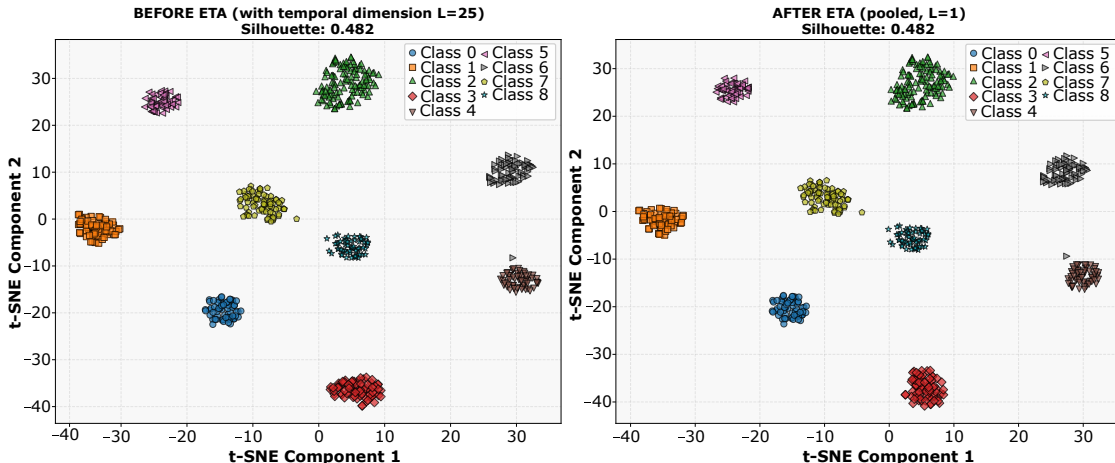 BEFORE ETA (with temporal dimension L=25)
Silhouette: 0.482
Class 0
Class 1
Class 2
Class 3
Class 4
Class 5
Class 6
Class 7
Class 8
t-SNE Component 2
30
20
10
0
−10
−20
−30
−40
−40 −30 −20 −10 0 10 20 30
t-SNE Component 1
AFTER ETA (pooled, L=1)
Silhouette: 0.482
Class 0
Class 1
Class 2
Class 3
Class 4
Class 5
Class 6
Class 7
Class 8
t-SNE Component 2
30
20
10
0
−10
−20
−30
−40
−40 −30 −20 −10 0 10 20 30
t-SNE Component 1